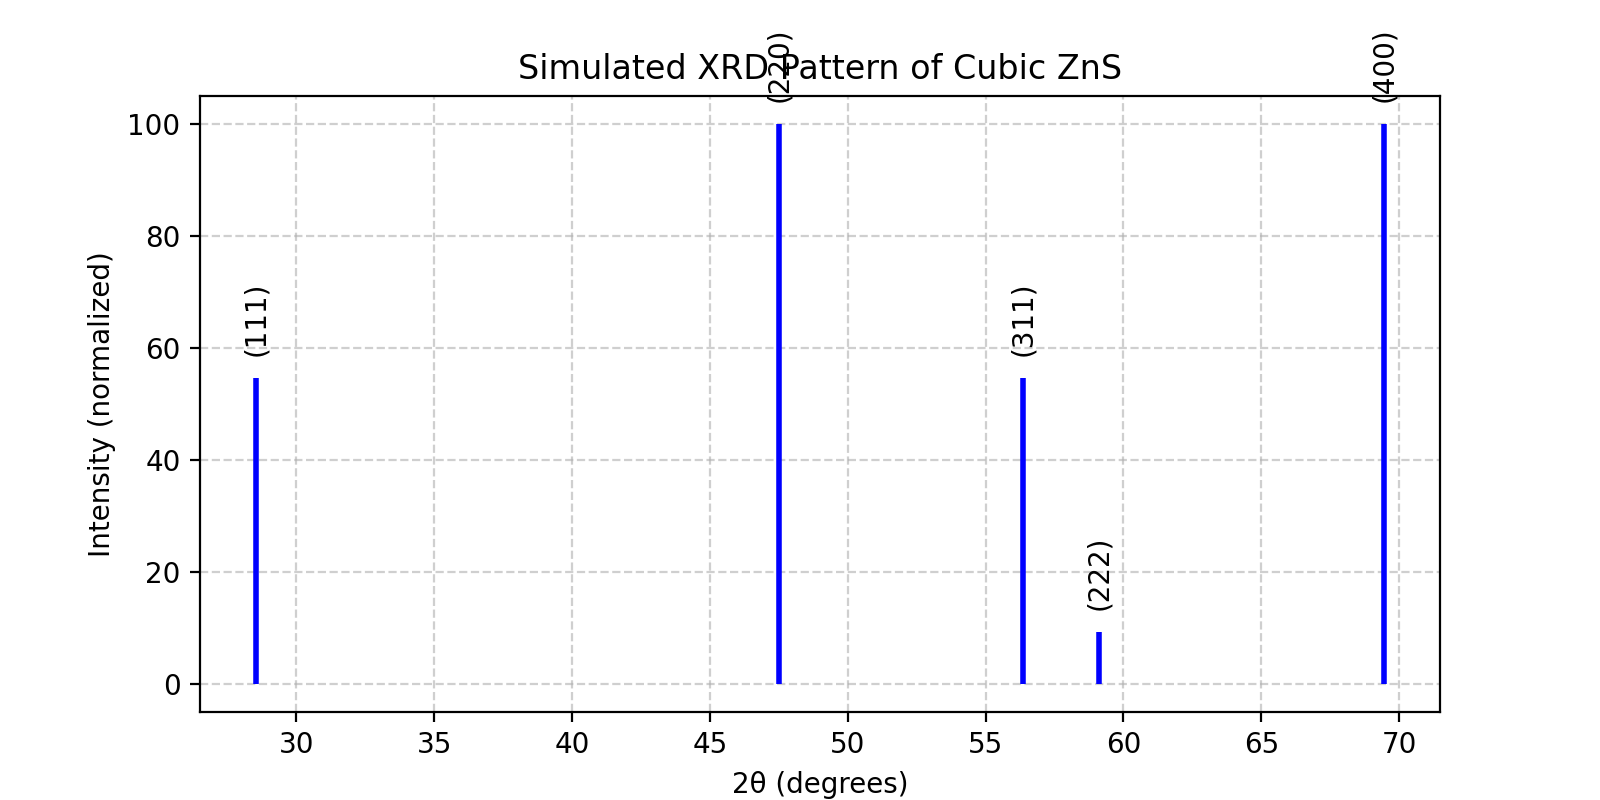 Simulated XRD Pattern of Cubic ZnS
(220)
(400)
(111)
(311)
(222)
Intensity (normalized)
100
80
60
40
20
0
30 35 40 45 50 55 60 65 70
2θ (degrees)